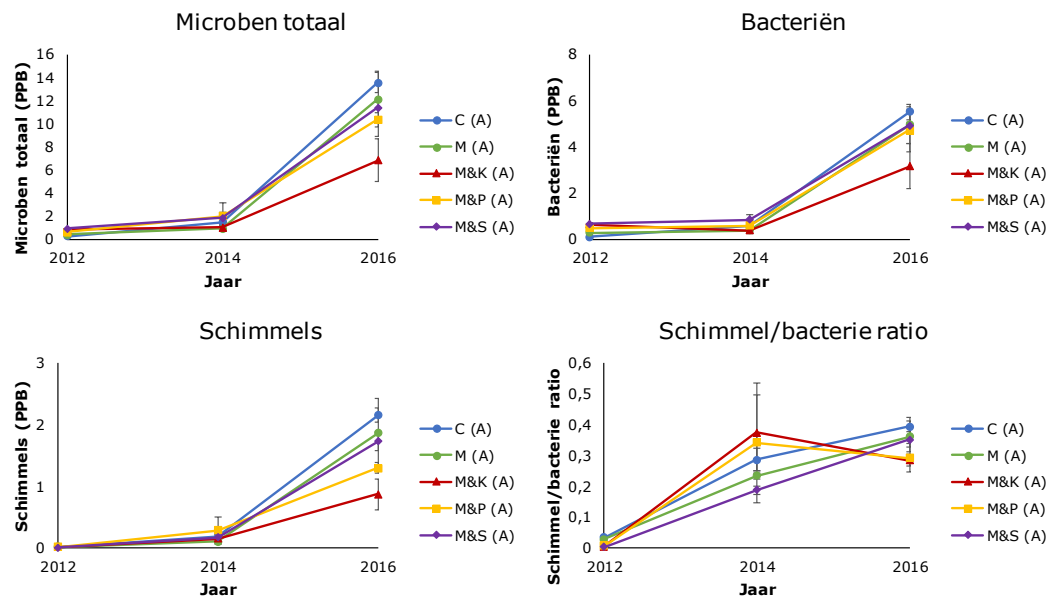 Microben totaal
Microben totaal (PPB)
16
14
12
10
8
6
4
2
0
2012
2014
2016
Jaar
C (A)
M (A)
M&K (A)
M&P (A)
M&S (A)
Bacteriën
Bacteriën (PPB)
8
6
4
2
0
2012
2014
2016
Jaar
C (A)
M (A)
M&K (A)
M&P (A)
M&S (A)
Schimmels
Schimmels (PPB)
3
2
1
0
2012
2014
2016
Jaar
C (A)
M (A)
M&K (A)
M&P (A)
M&S (A)
Schimmel/bacterie ratio
Schimmel/bacterie ratio
0,6
0,5
0,4
0,3
0,2
0,1
0
2012
2014
2016
Jaar
C (A)
M (A)
M&K (A)
M&P (A)
M&S (A)